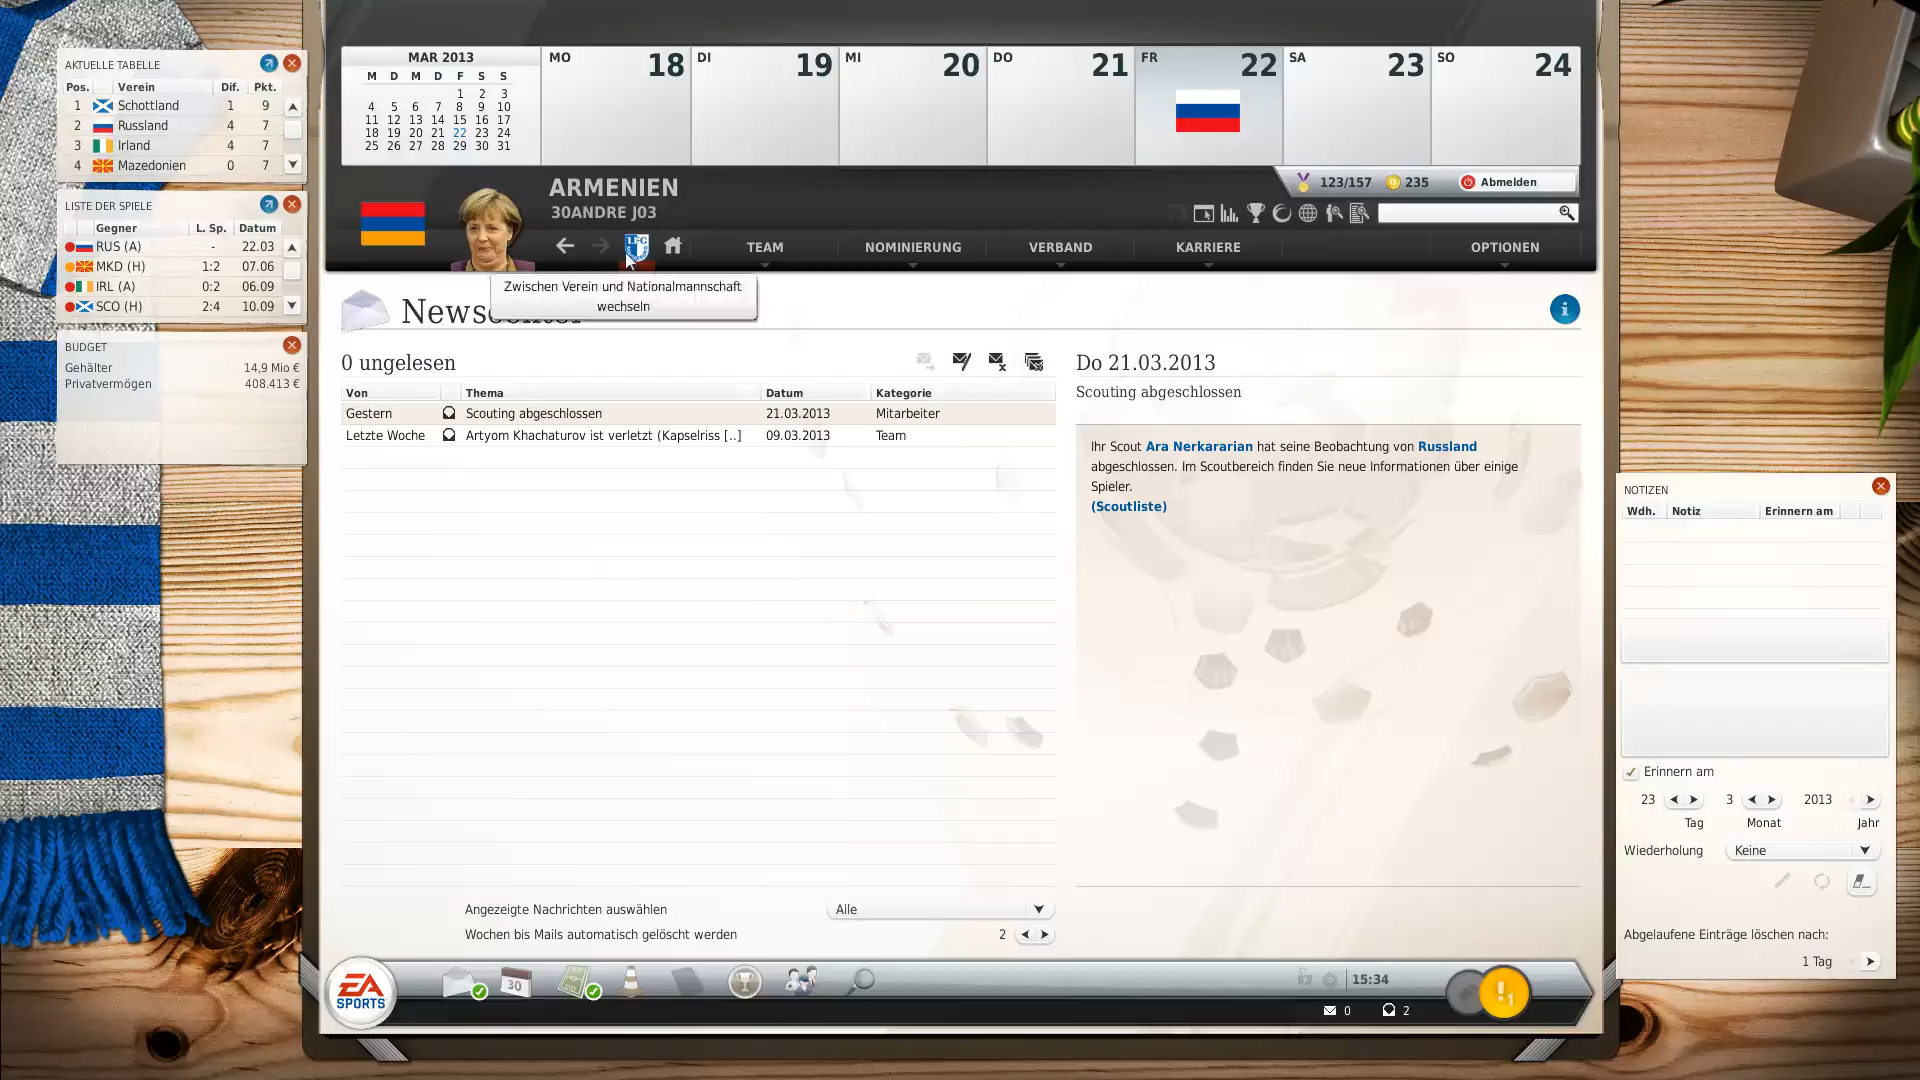 AKTUELLE TABELLE
Pos. Verein Dif. Pkt.
1 Schottland 1 9
2 Russland 4 7
3 Irland 4 7
4 Mazedonien 0 7
LISTE DER SPIELE
Gegner L. Sp. Datum
RUS (A) - 22.03
MKD (H) 1:2 07.06
IRL (A) 0:2 06.09
SCO (H) 2:4 10.09
BUDGET
Gehälter 14,9 Mio €
Privatvermögen 408.413 €
MAR 2013
M D M D F S S
1 2 3
4 5 6 7 8 9 10
11 12 13 14 15 16 17
18 19 20 21 22 23 24
25 26 27 28 29 30 31
MO 18 DI 19 MI 20 DO 21 FR 22 SA 23 SO 24
ARMENIEN
30ANDRE J03
123/157 235 Abmelden
TEAM NOMINIERUNG VERBAND KARRIERE OPTIONEN
Zwischen Verein und Nationalmannschaft
wechseln
0 ungelesen
Von Thema Datum Kategorie
Gestern Scouting abgeschlossen 21.03.2013 Mitarbeiter
Letzte Woche Artyom Khachaturov ist verletzt (Kapselriss [..] 09.03.2013 Team
Angezeigte Nachrichten auswählen Alle
Wochen bis Mails automatisch gelöscht werden 2
Do 21.03.2013
Scouting abgeschlossen
Ihr Scout Ara Nerkararian hat seine Beobachtung von Russland
abgeschlossen. Im Scoutbereich finden Sie neue Informationen über einige
Spieler.
(Scoutliste)
NOTIZEN
Wdh. Notiz Erinnern am
Erinnern am
23 3 2013
Tag Monat Jahr
Wiederholung Keine
Abgelaufene Einträge löschen nach:
1 Tag
EA
SPORTS
30
15:34
0 2
!1